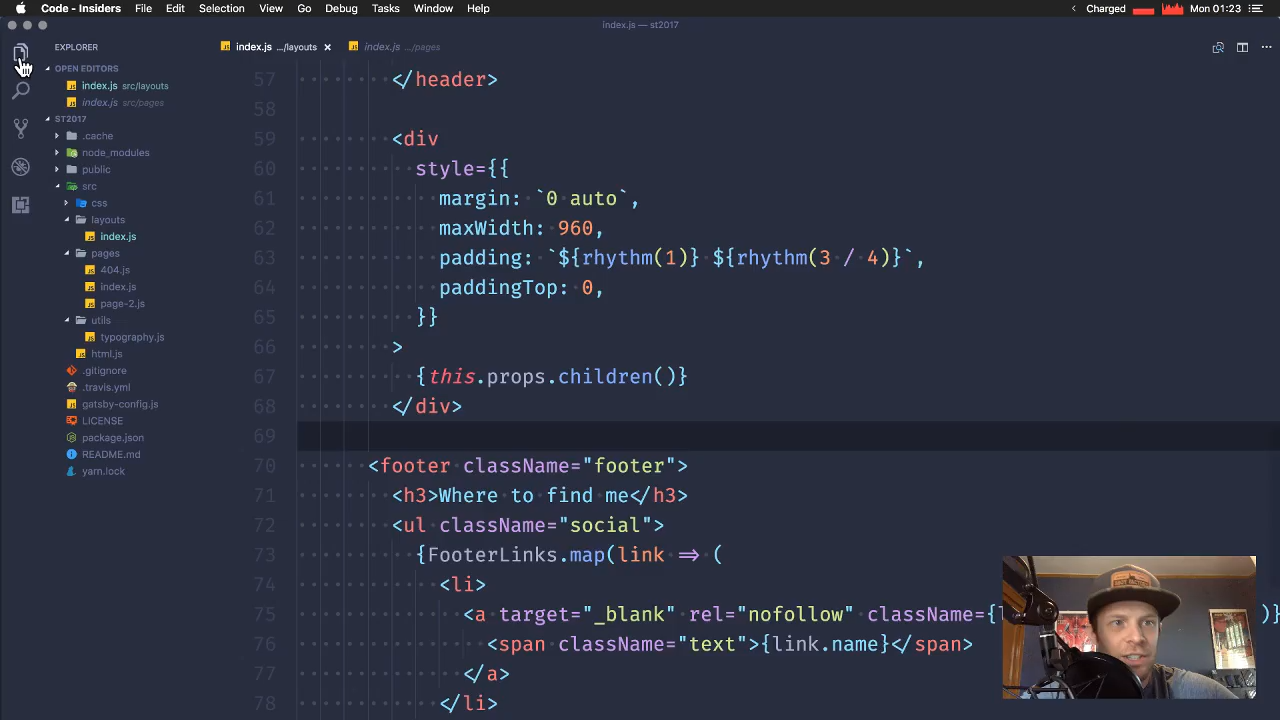 Code - Insiders File Edit Selection View Go Debug Tasks Window Help Charged Mon 01:23
index.js — st2017
EXPLORER
index.js …/layouts × index.js …/pages
OPEN EDITORS
index.js src/layouts
index.js src/pages
ST2017
.cache
node_modules
public
src
css
layouts
index.js
pages
404.js
index.js
page-2.js
utils
typography.js
html.js
.gitignore
.travis.yml
gatsby-config.js
LICENSE
package.json
README.md
yarn.lock
57 </header>
58
59 <div
60 style={{
61 margin: `0 auto`,
62 maxWidth: 960,
63 padding: `${rhythm(1)} ${rhythm(3 / 4)}`,
64 paddingTop: 0,
65 }}
66 >
67 {this.props.children()}
68 </div>
69
70 <footer className="footer">
71 <h3>Where to find me</h3>
72 <ul className="social">
73 {FooterLinks.map(link => (
74 <li>
75 <a target="_blank" rel="nofollow" className={ )}
76 <span className="text">{link.name}</span>
77 </a>
78 </li>